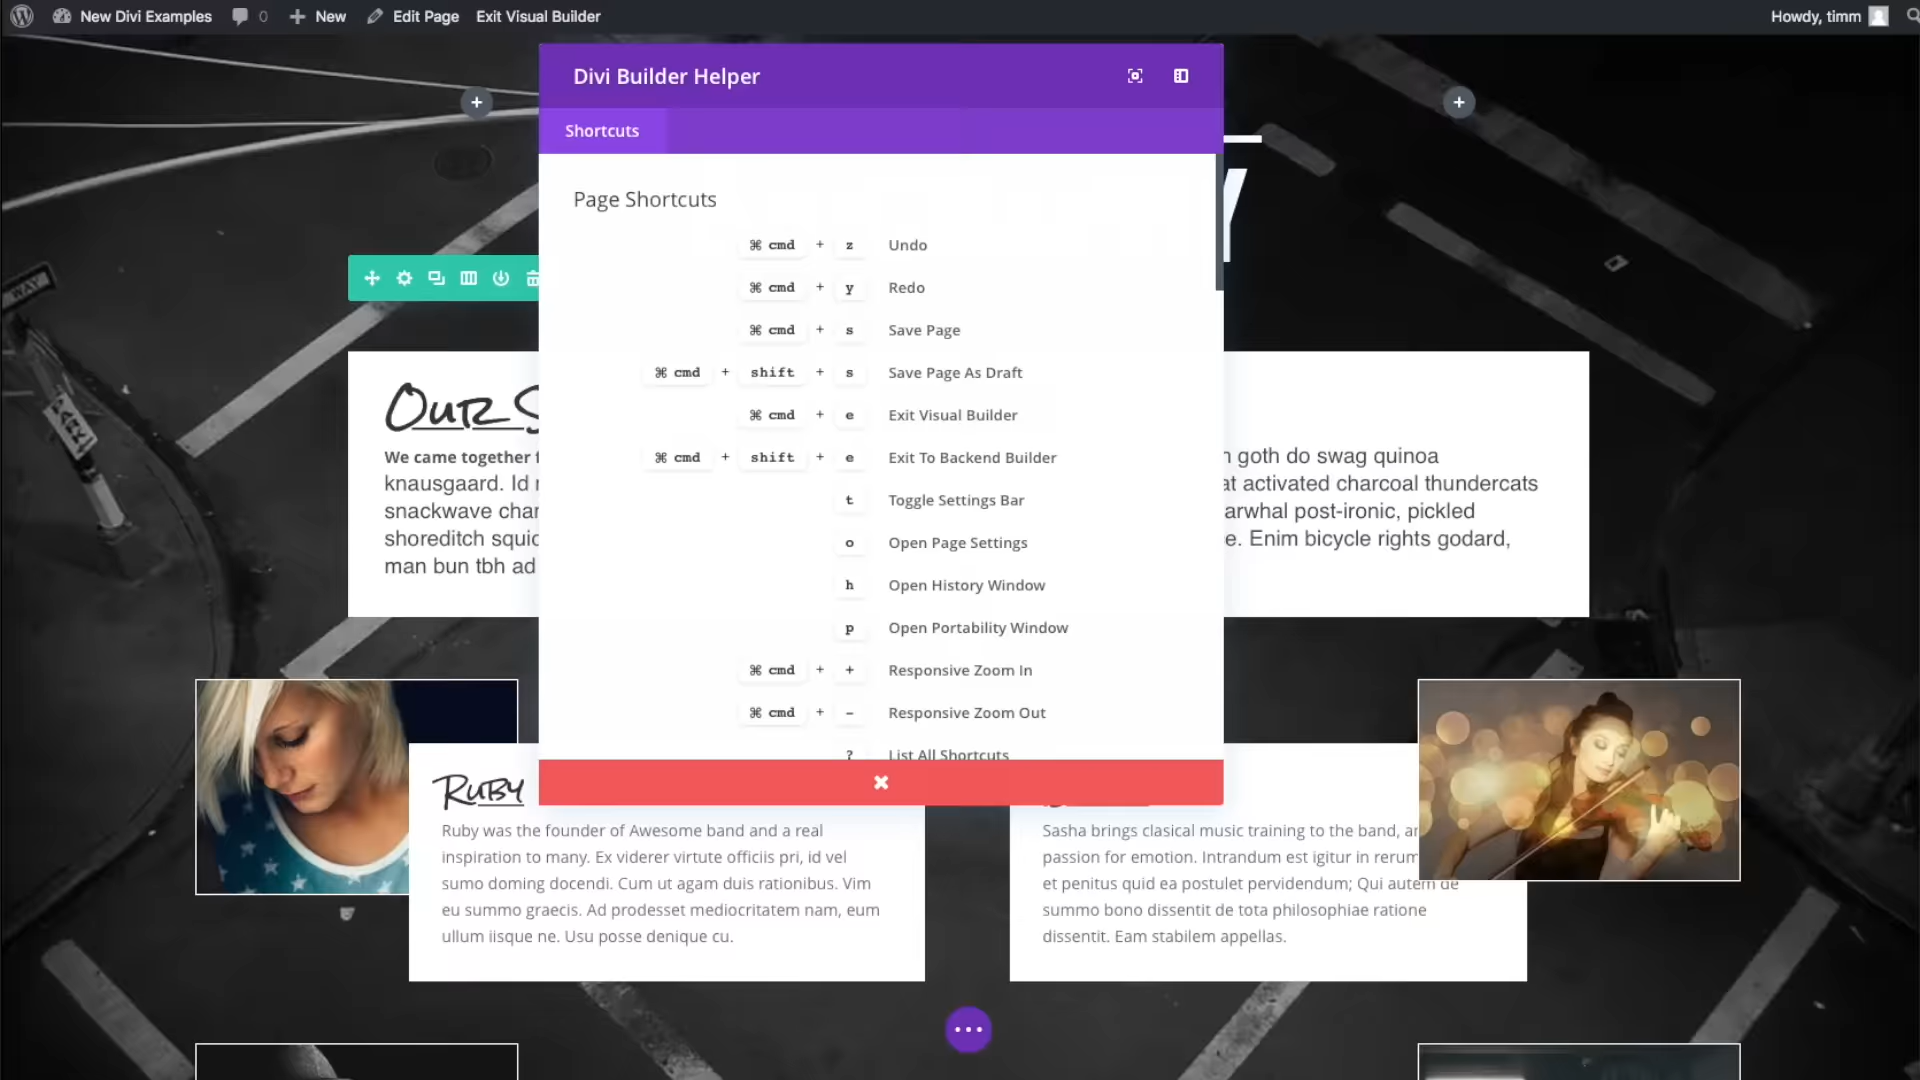 New Divi Examples 0 New Edit Page Exit Visual Builder Howdy, timm
Divi Builder Helper
Shortcuts
Page Shortcuts
⌘ cmd + z Undo
⌘ cmd + y Redo
⌘ cmd + s Save Page
⌘ cmd + shift + s Save Page As Draft
⌘ cmd + e Exit Visual Builder
⌘ cmd + shift + e Exit To Backend Builder
t Toggle Settings Bar
o Open Page Settings
h Open History Window
p Open Portability Window
⌘ cmd + + Responsive Zoom In
⌘ cmd + - Responsive Zoom Out
? List All Shortcuts
Y
WAY
Our S
We came together
knausgaard. Id
snackwave
shoreditch
man bun tbh ad
goth do swag quinoa
at activated charcoal thundercats
post-ironic, pickled
e. Enim bicycle rights godard,
Ruby
Ruby was the founder of Awesome band and a real
inspiration to many. Ex viderer virtute officiis pri, id vel
sumo doming docendi. Cum ut agam duis rationibus. Vim
eu summo graecis. Ad prodesset mediocritatem nam, eum
ullum iisque ne. Usu posse denique cu.
Sasha brings clasical music training to the band,
passion for emotion. Intrandum est igitur in rerum
et penitus quid ea postulet pervidendum; Qui autem de
summo bono dissentit de tota philosophiae ratione
dissentit. Eam stabilem appellas.